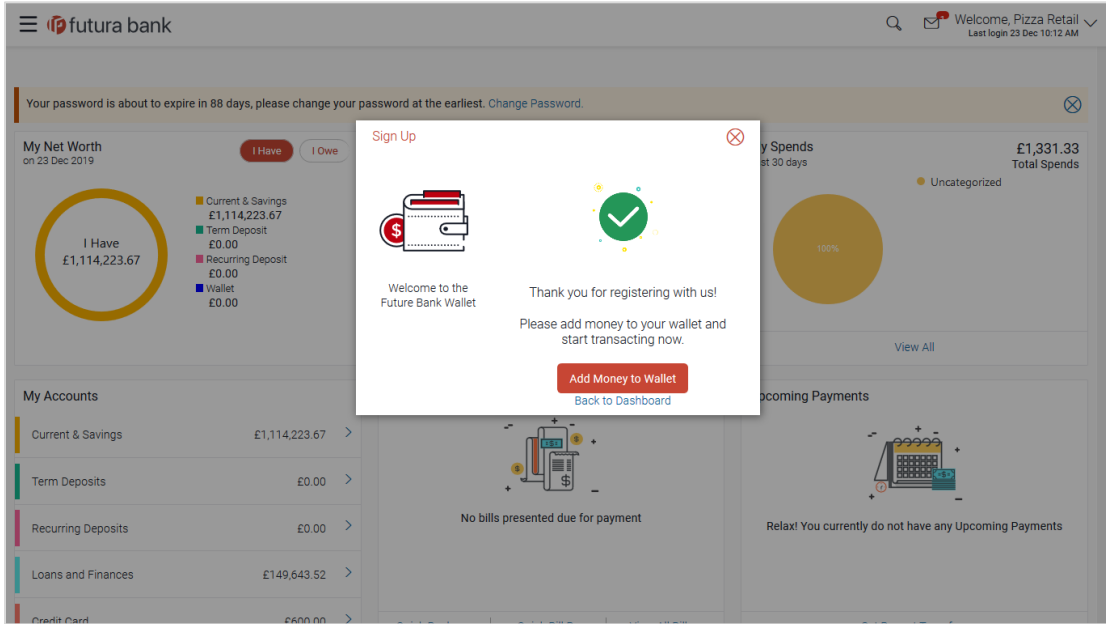 futura bank
Welcome, Pizza Retail
Last login 23 Dec 10:12 AM
Your password is about to expire in 88 days, please change your password at the earliest. Change Password.
My Net Worth
on 23 Dec 2019
I Have
I Owe
I Have
£1,114,223.67
Current & Savings
£1,114,223.67
Term Deposit
£0.00
Recurring Deposit
£0.00
Wallet
£0.00
Sign Up
$
Welcome to the
Future Bank Wallet
Thank you for registering with us!
Please add money to your wallet and
start transacting now.
Add Money to Wallet
Back to Dashboard
y Spends
st 30 days
£1,331.33
Total Spends
Uncategorized
100%
View All
My Accounts
Current & Savings £1,114,223.67
Term Deposits £0.00
Recurring Deposits £0.00
Loans and Finances £149,643.52
Credit Card £600.00
No bills presented due for payment
pcoming Payments
Relax! You currently do not have any Upcoming Payments